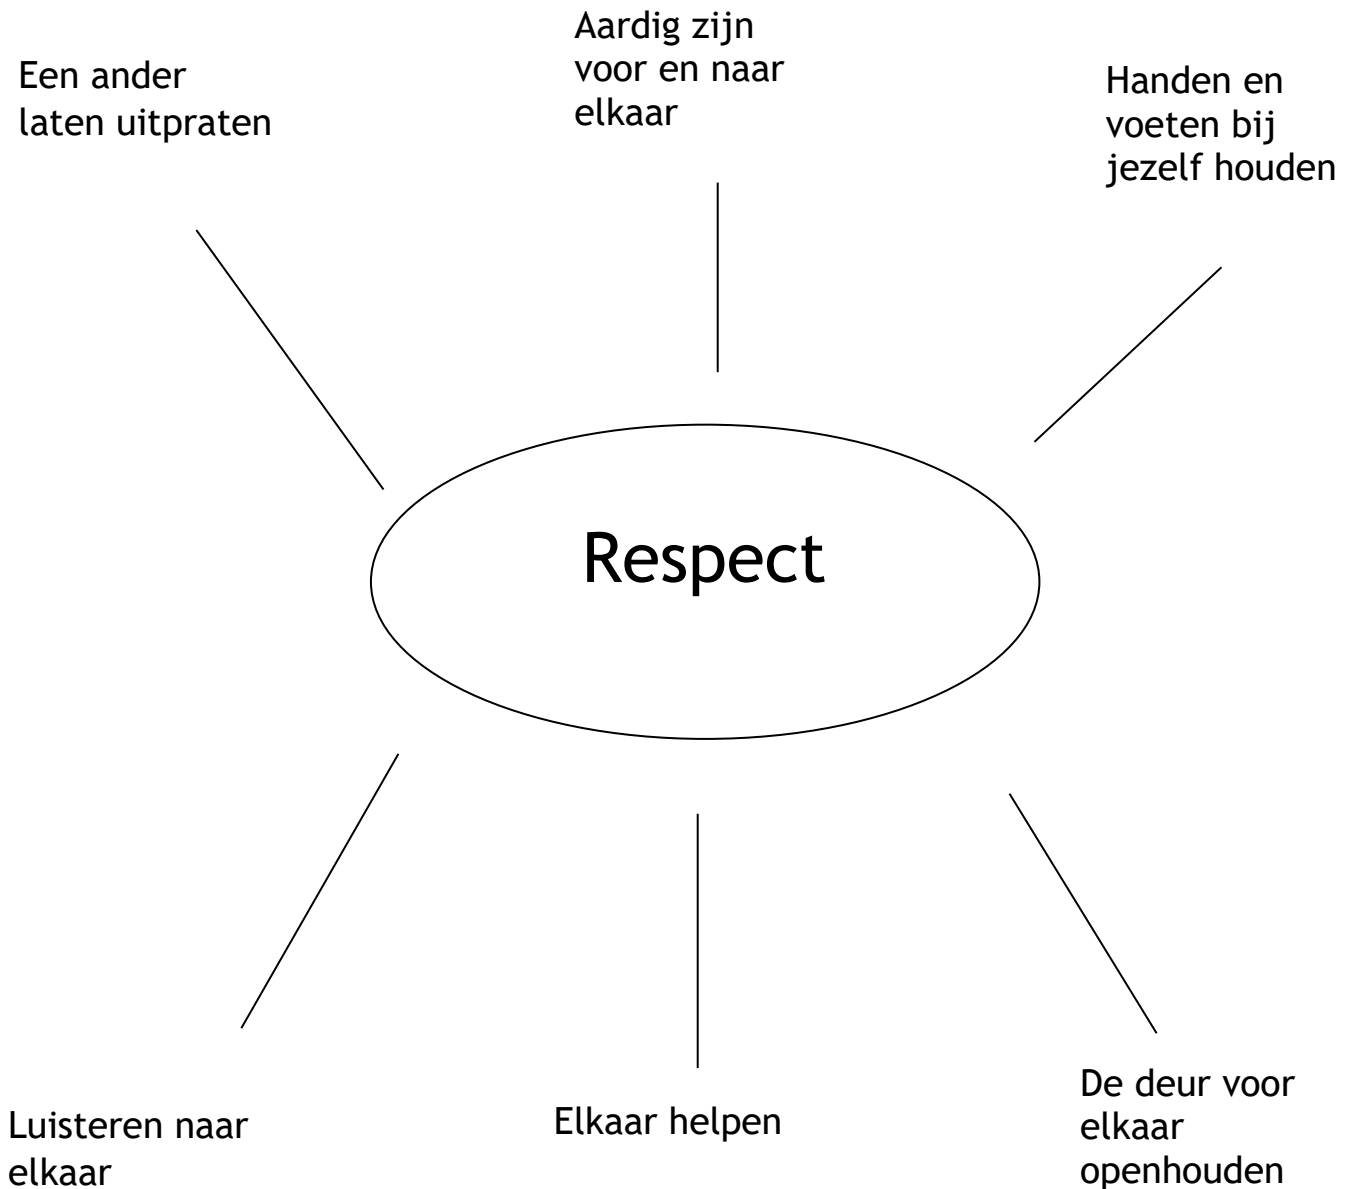 Een ander
laten uitpraten
Aardig zijn
voor en naar
elkaar
Handen en
voeten bij
jezelf houden
Respect
Luisteren naar
elkaar
Elkaar helpen
De deur voor
elkaar
openhouden